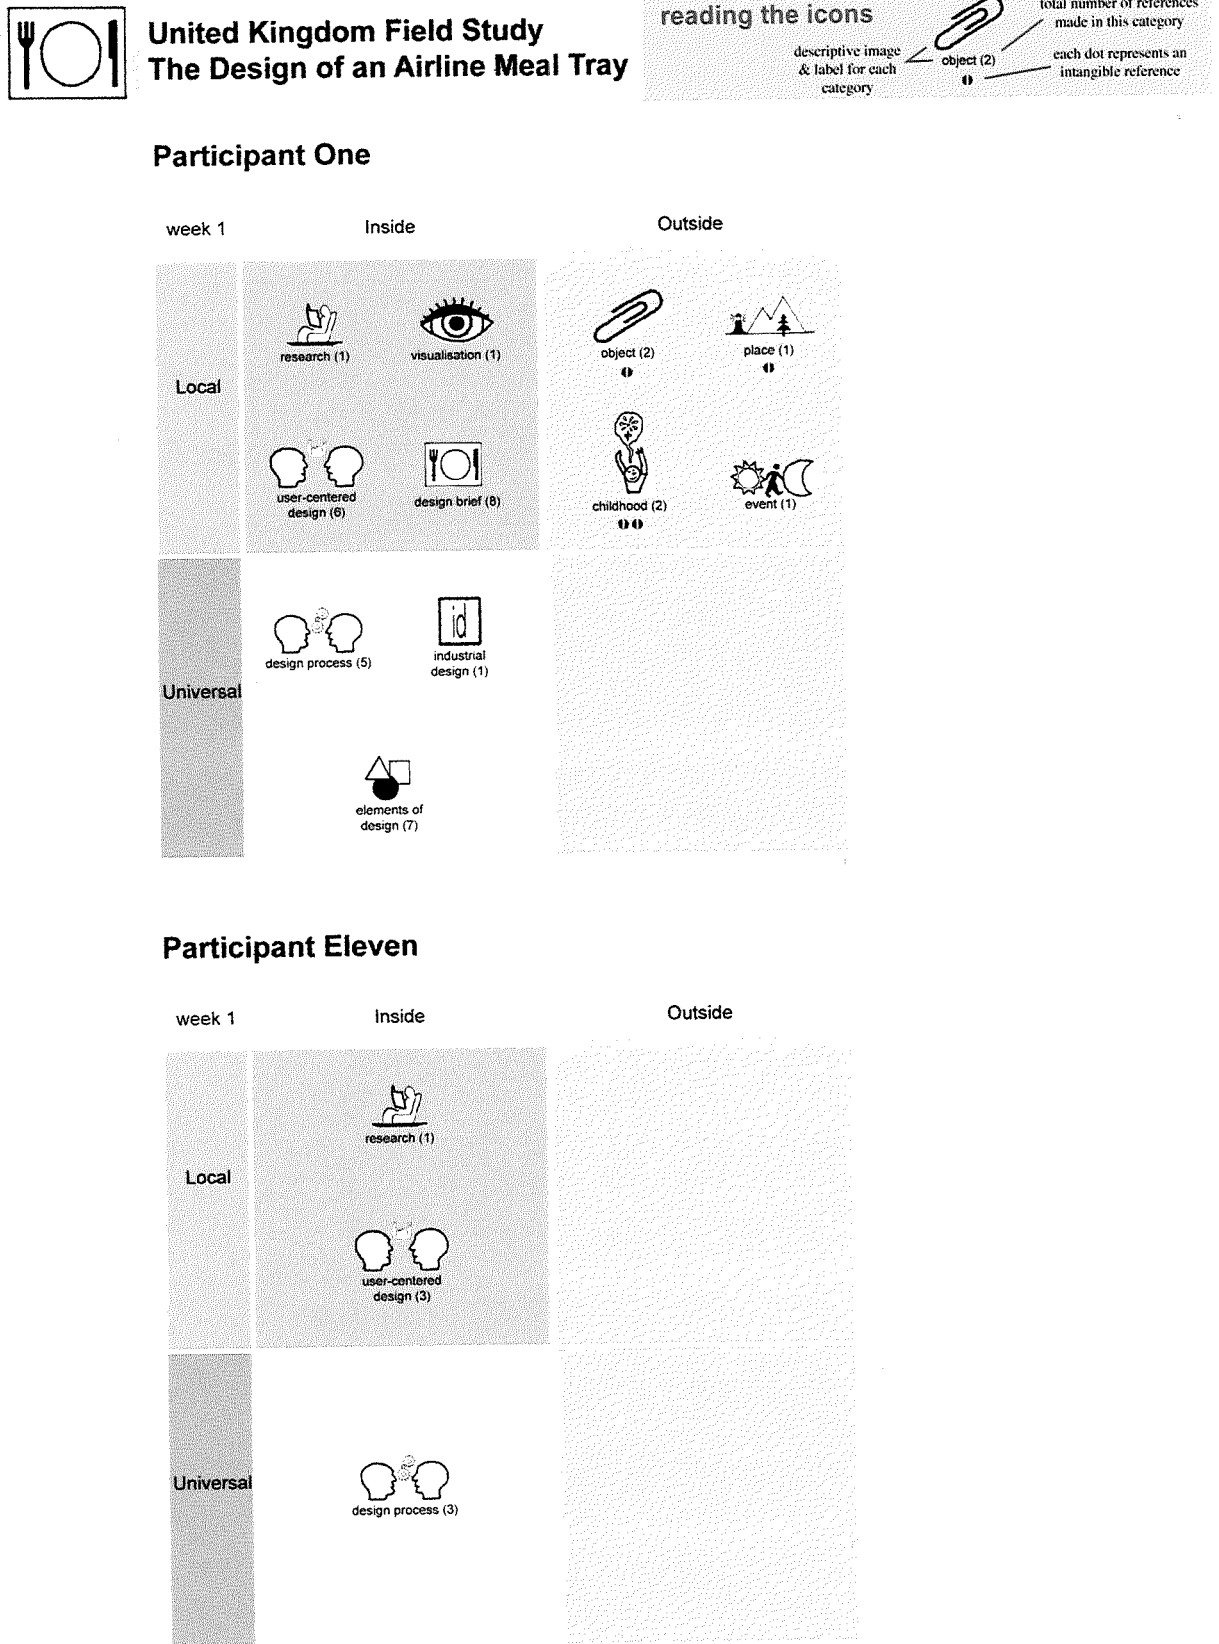 United Kingdom Field Study
The Design of an Airline Meal Tray
reading the icons
total number of references
made in this category
descriptive image
& label for each
category
object (2)
each dot represents an
intangible reference
Participant One
week 1
Inside
Outside
Local
research (1)
visualisation (1)
object (2)
place (1)
user-centered
design (6)
design brief (8)
childhood (2)
event (1)
Universal
design process (5)
id
industrial
design (1)
elements of
design (7)
Participant Eleven
week 1
Inside
Outside
Local
research (1)
user-centered
design (3)
Universal
design process (3)